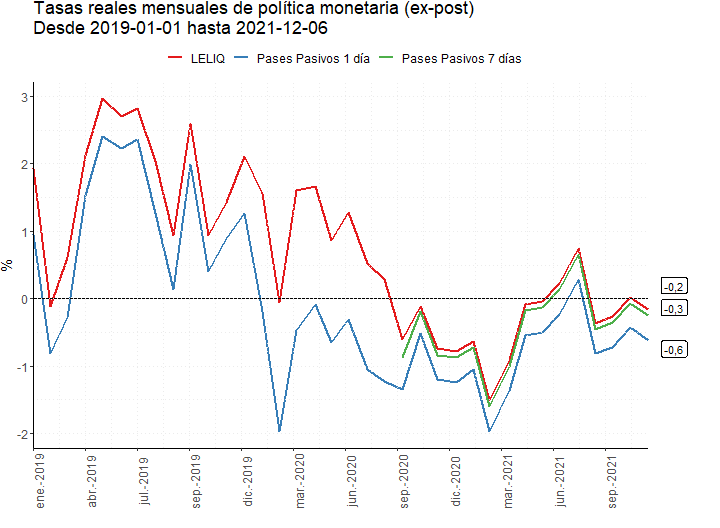 Tasas reales mensuales de política monetaria (ex-post)
Desde 2019-01-01 hasta 2021-12-06
LELIQ Pases Pasivos 1 día Pases Pasivos 7 días
%
3
2
1
0
-1
-2
-0,2
-0,3
-0,6
ene.-2019
abr.-2019
jul.-2019
sep.-2019
dic.-2019
mar.-2020
jun.-2020
sep.-2020
dic.-2020
mar.-2021
jun.-2021
sep.-2021